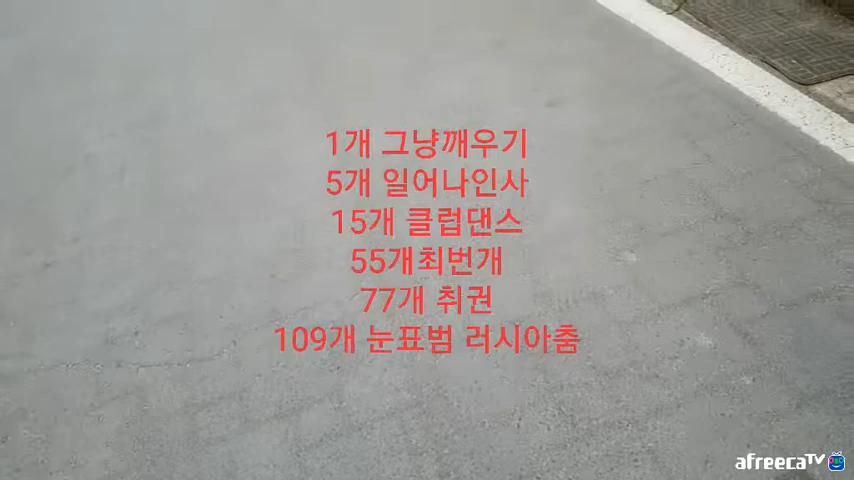 1개 그냥깨우기
5개 일어나인사
15개 클럽댄스
55개최번개
77개 취권
109개 눈표범 러시아춤
afreecaTV